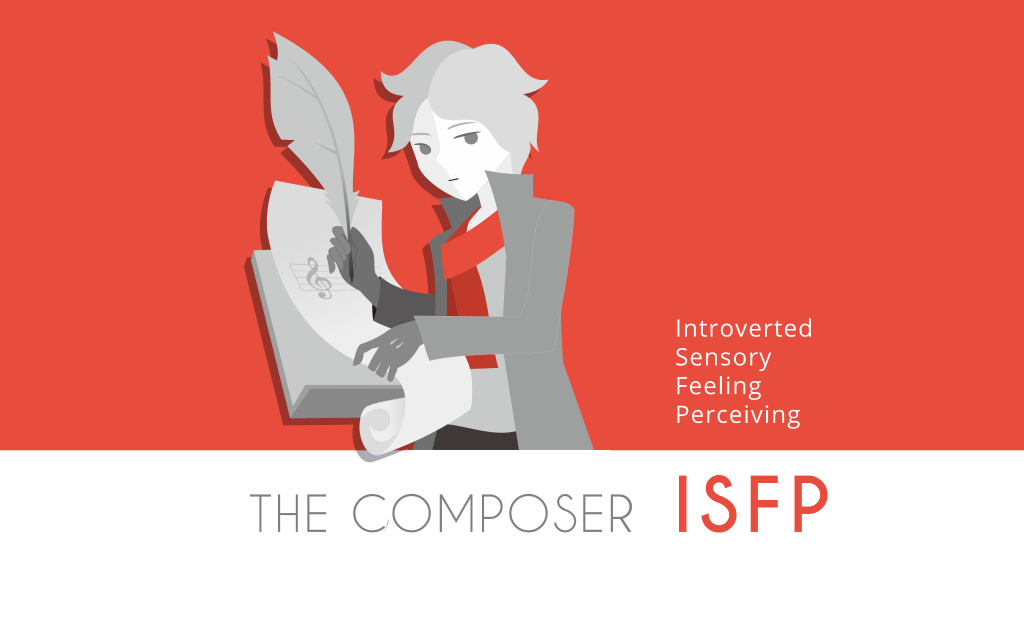 Introverted
Sensory
Feeling
Perceiving
THE COMPOSER ISFP